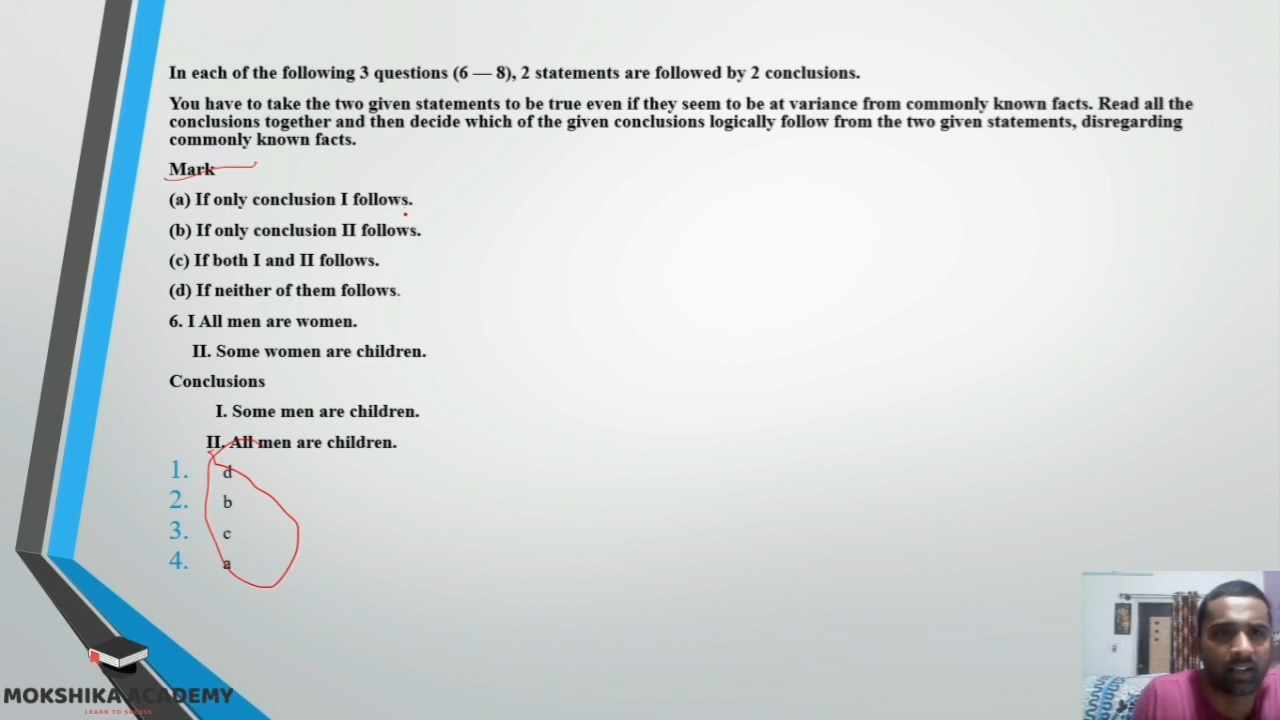 In each of the following 3 questions (6 — 8), 2 statements are followed by 2 conclusions.
You have to take the two given statements to be true even if they seem to be at variance from commonly known facts. Read all the
conclusions together and then decide which of the given conclusions logically follow from the two given statements, disregarding
commonly known facts.
Mark
(a) If only conclusion I follows.
(b) If only conclusion II follows.
(c) If both I and II follows.
(d) If neither of them follows.
6. I All men are women.
II. Some women are children.
Conclusions
I. Some men are children.
II. All men are children.
1. d
2. b
3. c
4. a
MOKSHIKA ACADEMY
LEARN TO SUCESS